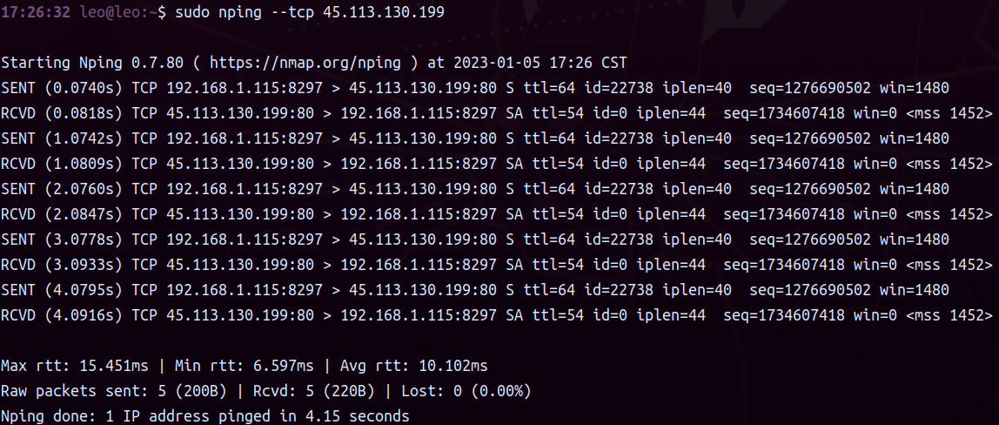 17:26:32 leo@leo:~$ sudo nping --tcp 45.113.130.199
Starting Nping 0.7.80 ( https://nmap.org/nping ) at 2023-01-05 17:26 CST
SENT (0.0740s) TCP 192.168.1.115:8297 > 45.113.130.199:80 S ttl=64 id=22738 iplen=40  seq=1276690502 win=1480
RCVD (0.0818s) TCP 45.113.130.199:80 > 192.168.1.115:8297 SA ttl=54 id=0 iplen=44  seq=1734607418 win=0 <mss 1452>
SENT (1.0742s) TCP 192.168.1.115:8297 > 45.113.130.199:80 S ttl=64 id=22738 iplen=40  seq=1276690502 win=1480
RCVD (1.0809s) TCP 45.113.130.199:80 > 192.168.1.115:8297 SA ttl=54 id=0 iplen=44  seq=1734607418 win=0 <mss 1452>
SENT (2.0760s) TCP 192.168.1.115:8297 > 45.113.130.199:80 S ttl=64 id=22738 iplen=40  seq=1276690502 win=1480
RCVD (2.0847s) TCP 45.113.130.199:80 > 192.168.1.115:8297 SA ttl=54 id=0 iplen=44  seq=1734607418 win=0 <mss 1452>
SENT (3.0778s) TCP 192.168.1.115:8297 > 45.113.130.199:80 S ttl=64 id=22738 iplen=40  seq=1276690502 win=1480
RCVD (3.0933s) TCP 45.113.130.199:80 > 192.168.1.115:8297 SA ttl=54 id=0 iplen=44  seq=1734607418 win=0 <mss 1452>
SENT (4.0795s) TCP 192.168.1.115:8297 > 45.113.130.199:80 S ttl=64 id=22738 iplen=40  seq=1276690502 win=1480
RCVD (4.0916s) TCP 45.113.130.199:80 > 192.168.1.115:8297 SA ttl=54 id=0 iplen=44  seq=1734607418 win=0 <mss 1452>
Max rtt: 15.451ms | Min rtt: 6.597ms | Avg rtt: 10.102ms
Raw packets sent: 5 (200B) | Rcvd: 5 (220B) | Lost: 0 (0.00%)
Nping done: 1 IP address pinged in 4.15 seconds